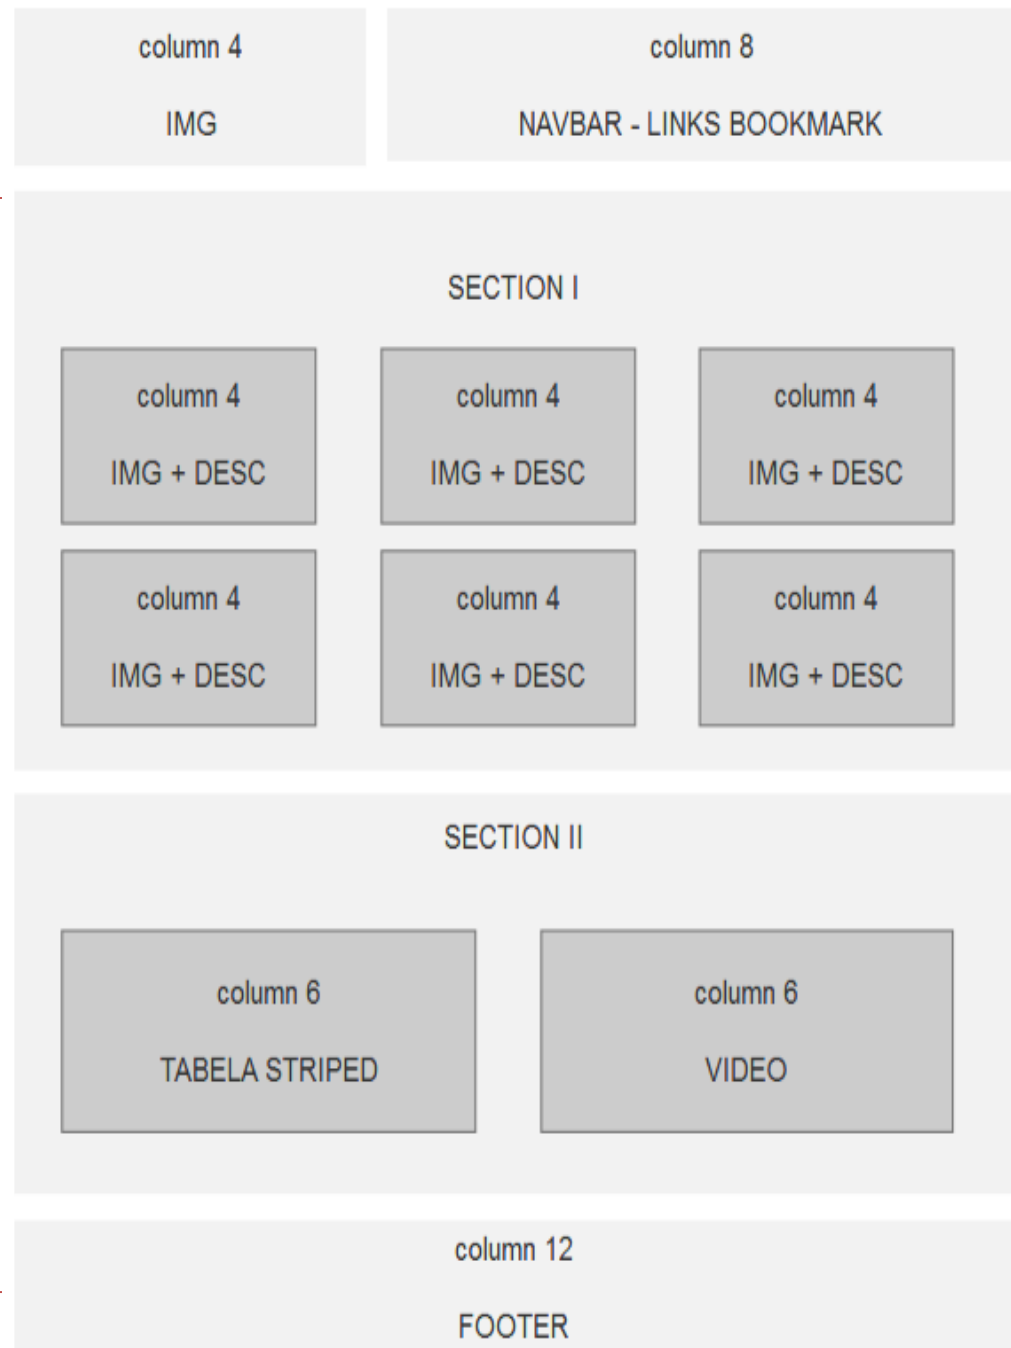 column 4
IMG
column 8
NAVBAR - LINKS BOOKMARK
SECTION I
column 4
IMG + DESC
column 4
IMG + DESC
column 4
IMG + DESC
column 4
IMG + DESC
column 4
IMG + DESC
column 4
IMG + DESC
SECTION II
column 6
TABELA STRIPED
column 6
VIDEO
column 12
FOOTER